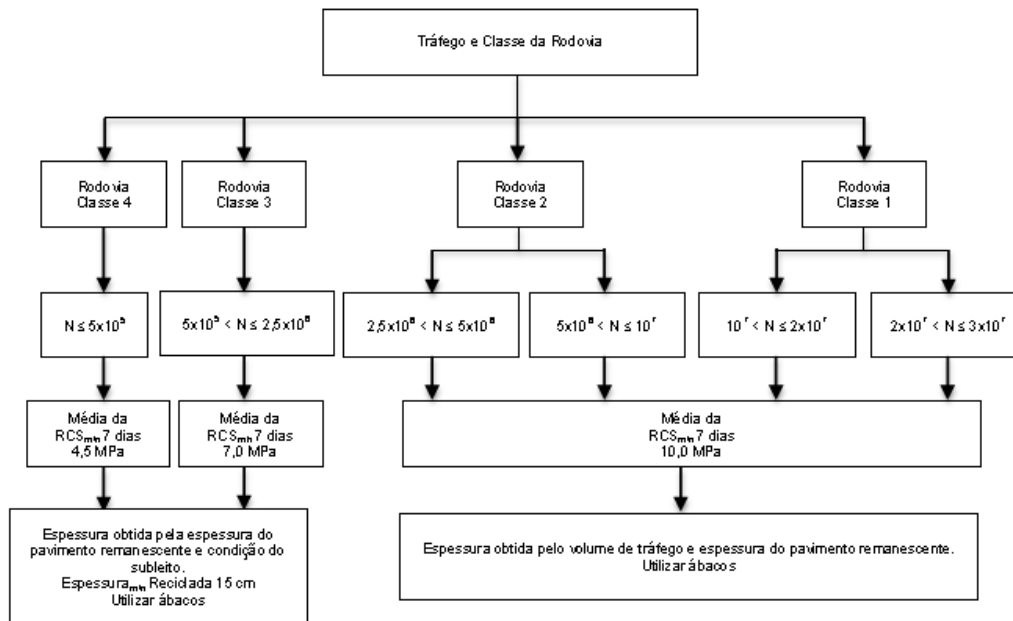 Tráfego e Classe da Rodovia
Rodovia
Classe 4
Rodovia
Classe 3
Rodovia
Classe 2
Rodovia
Classe 1
N ≤ 5x10⁵
5x10⁵ < N ≤ 2,5x10⁶
2,5x10⁶ < N ≤ 5x10⁶
5x10⁶ < N ≤ 10⁷
10⁷ < N ≤ 2x10⁷
2x10⁷ < N ≤ 3x10⁷
Média da
RCSmín 7 dias
4,5 MPa
Média da
RCSmín 7 dias
7,0 MPa
Média da
RCSmín 7 dias
10,0 MPa
Espessura obtida pela espessura do
pavimento remanescente e condição do
subleito.
Espessuramín Reciclada 15 cm
Utilizar ábacos
Espessura obtida pelo volume de tráfego e espessura do pavimento remanescente.
Utilizar ábacos